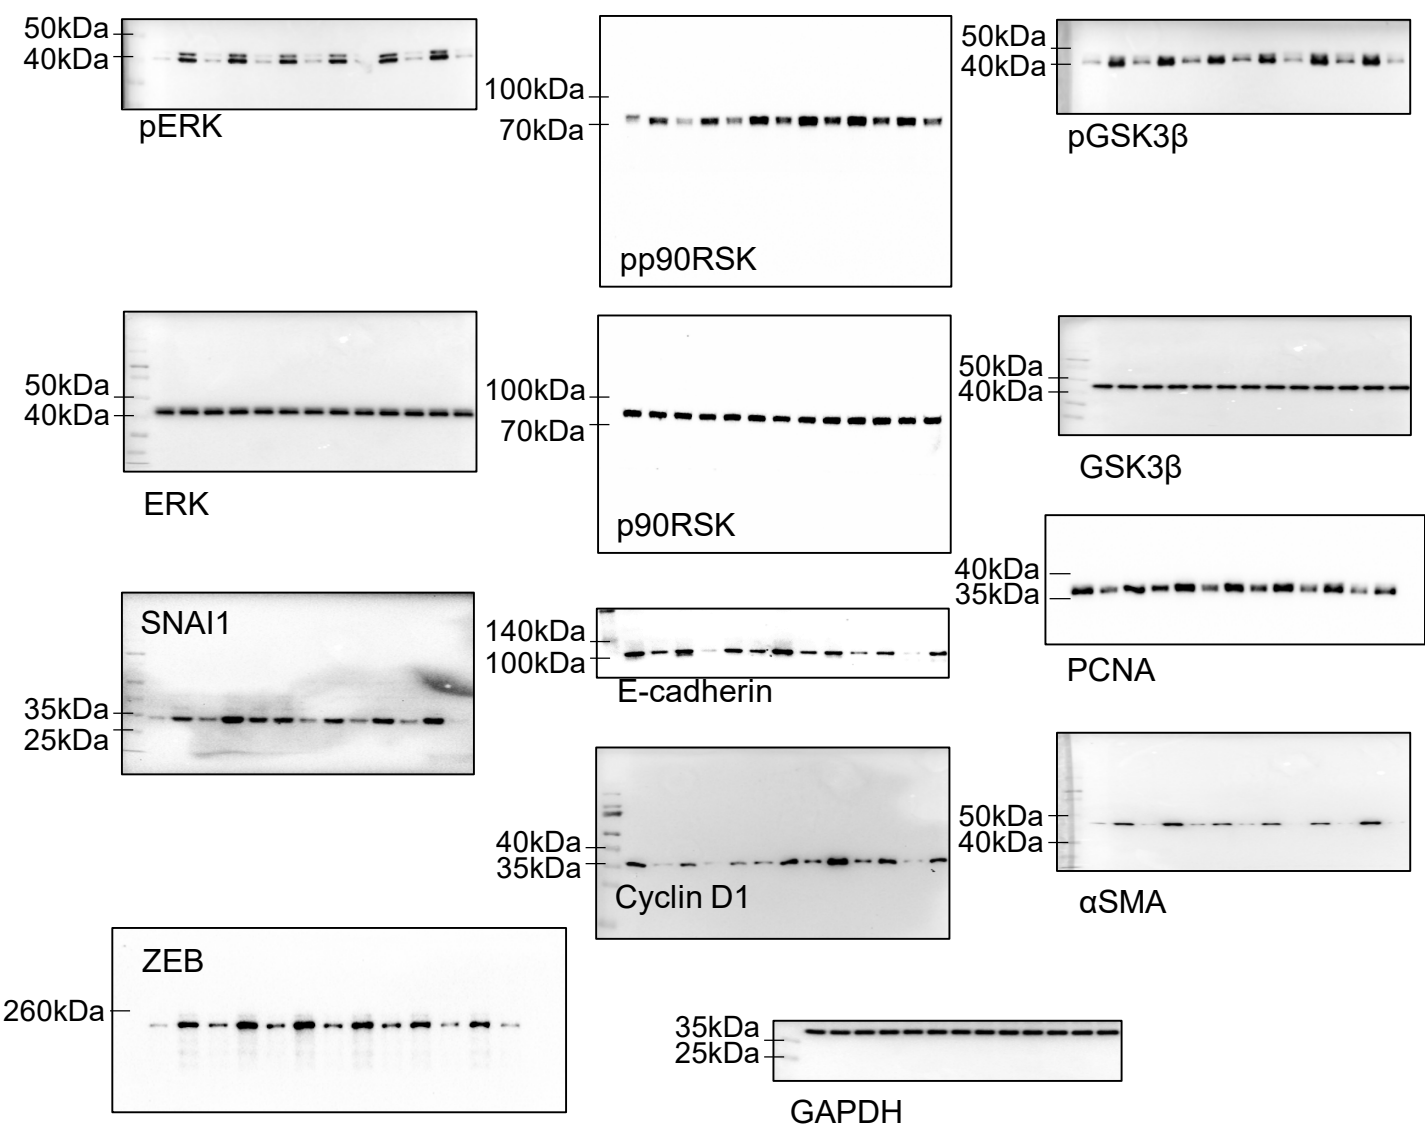 50kDa
40kDa
pERK
100kDa
70kDa
pp90RSK
50kDa
40kDa
pGSK3β
50kDa
40kDa
ERK
100kDa
70kDa
p90RSK
50kDa
40kDa
GSK3β
SNAI1
35kDa
25kDa
140kDa
100kDa
E-cadherin
40kDa
35kDa
PCNA
40kDa
35kDa
Cyclin D1
50kDa
40kDa
αSMA
ZEB
260kDa
35kDa
25kDa
GAPDH